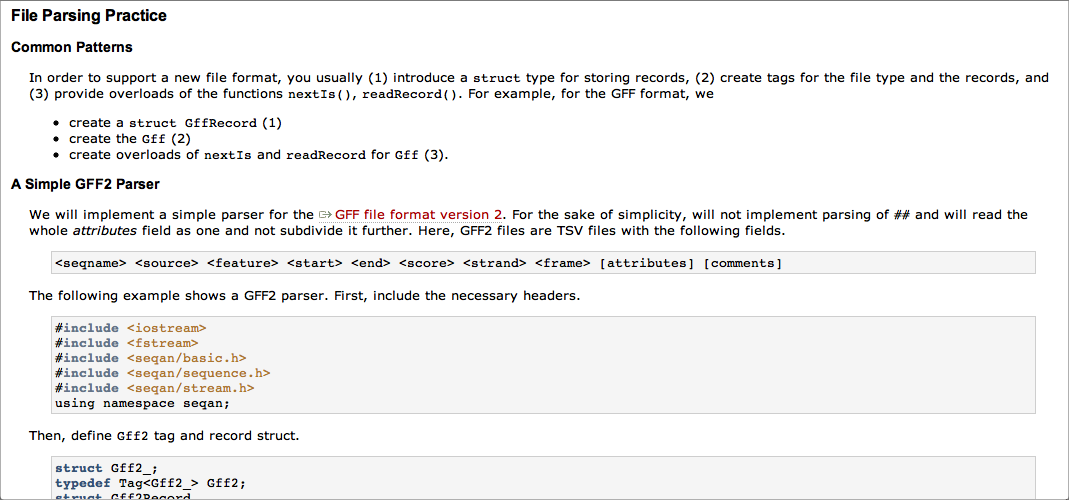 File Parsing Practice
Common Patterns
In order to support a new file format, you usually (1) introduce a struct type for storing records, (2) create tags for the file type and the records, and
(3) provide overloads of the functions nextIs(), readRecord(). For example, for the GFF format, we
• create a struct GffRecord (1)
• create the Gff (2)
• create overloads of nextIs and readRecord for Gff (3).
A Simple GFF2 Parser
We will implement a simple parser for the GFF file format version 2. For the sake of simplicity, will not implement parsing of ## and will read the
whole attributes field as one and not subdivide it further. Here, GFF2 files are TSV files with the following fields.
<seqname> <source> <feature> <start> <end> <score> <strand> <frame> [attributes] [comments]
The following example shows a GFF2 parser. First, include the necessary headers.
#include <iostream>
#include <fstream>
#include <seqan/basic.h>
#include <seqan/sequence.h>
#include <seqan/stream.h>
using namespace seqan;
Then, define Gff2 tag and record struct.
struct Gff2_;
typedef Tag<Gff2_> Gff2;
struct Gff2Record